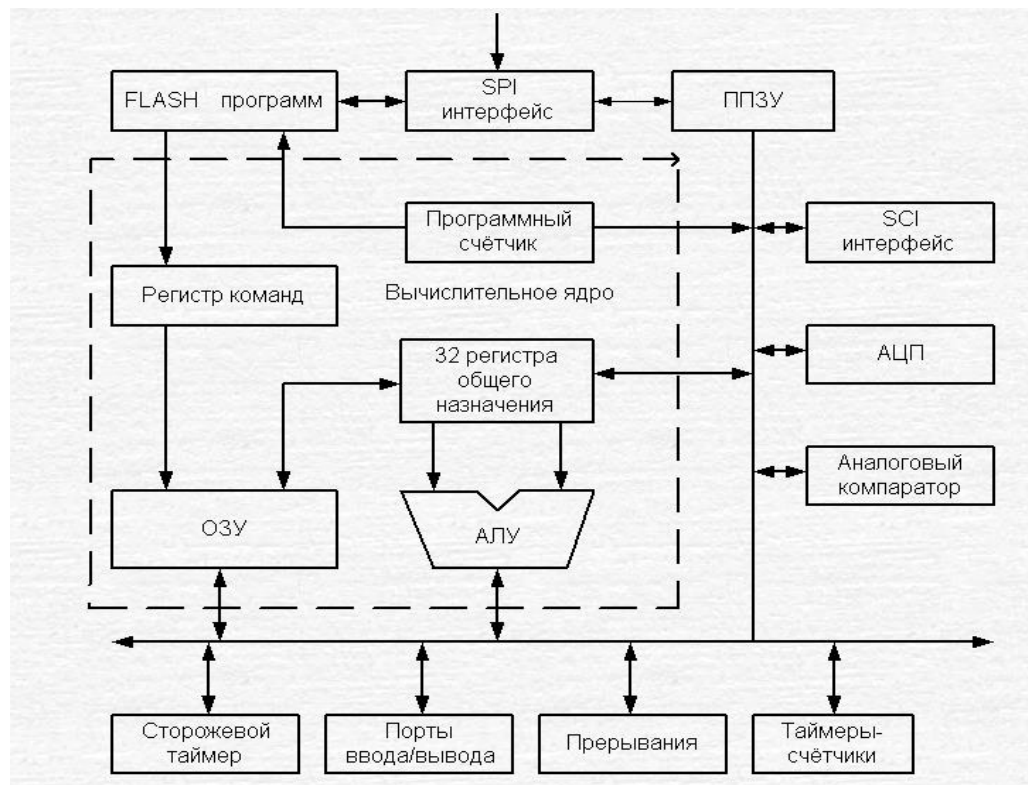 FLASH программ
SPI
интерфейс
ППЗУ
Программный
счётчик
SCI
интерфейс
Регистр команд
Вычислительное ядро
32 регистра
общего
назначения
АЦП
Аналоговый
компаратор
ОЗУ
АЛУ
Сторожевой
таймер
Порты
ввода/вывода
Прерывания
Таймеры-
счётчики